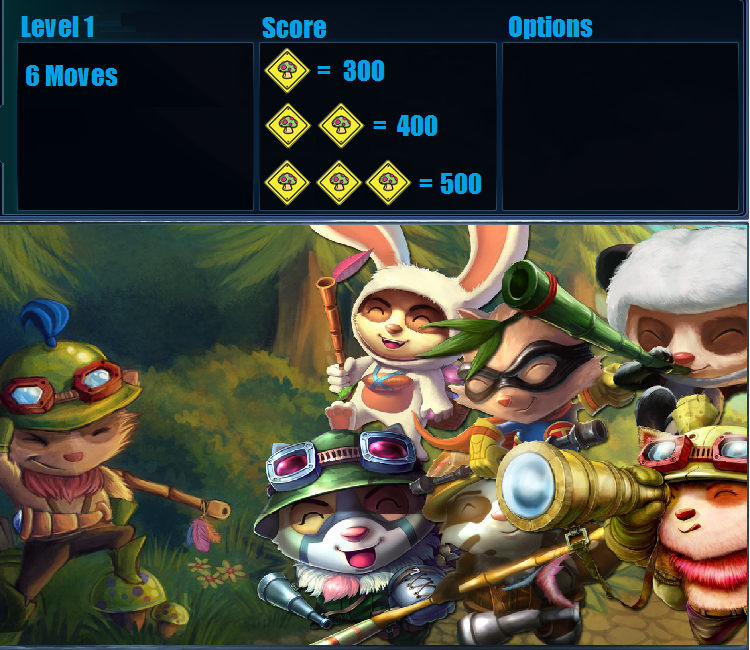 Level 1
Score
Options
6 Moves
= 300
= 400
= 500